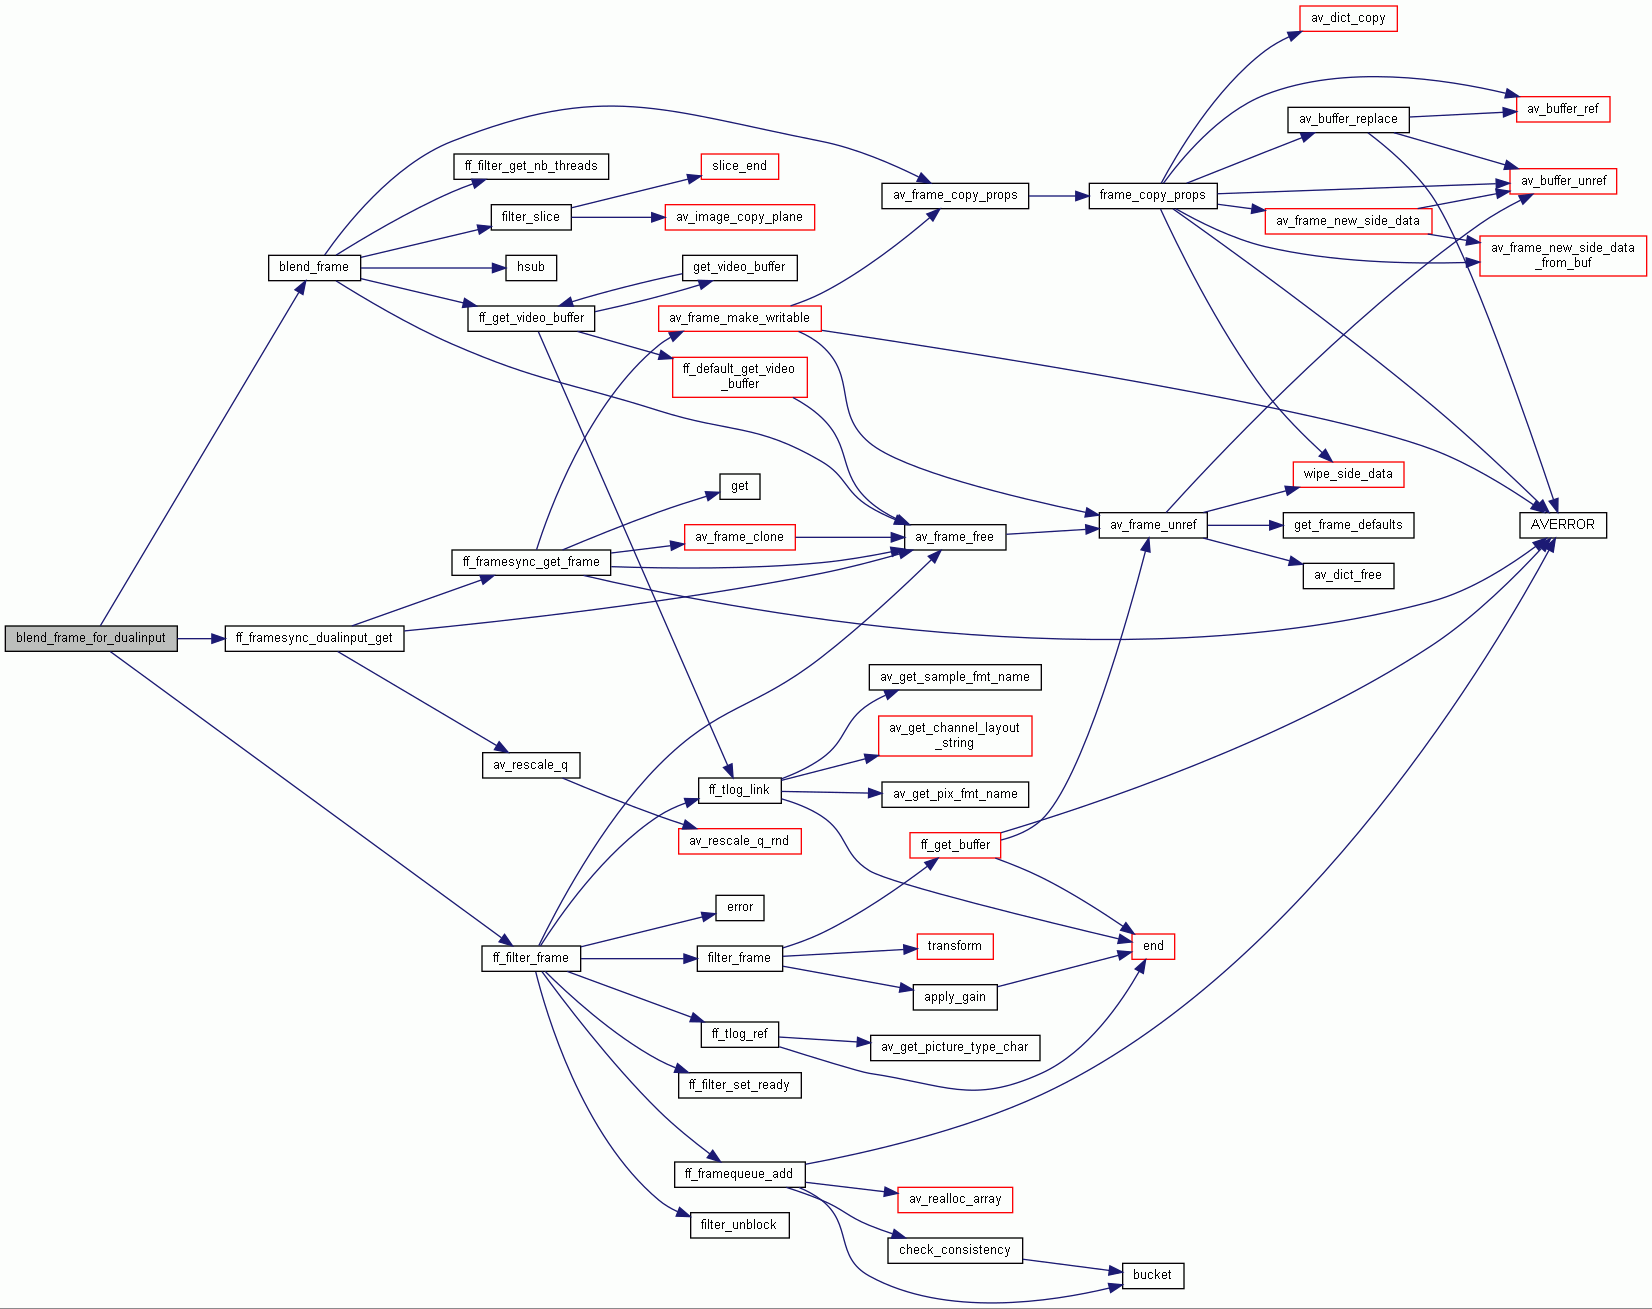 av_dict_copy
av_buffer_ref
av_buffer_replace
ff_filter_get_nb_threads
slice_end
av_buffer_unref
av_frame_copy_props
frame_copy_props
filter_slice
av_image_copy_plane
av_frame_new_side_data
av_frame_new_side_data
_from_buf
blend_frame
hsub
get_video_buffer
ff_get_video_buffer
av_frame_make_writable
ff_default_get_video
_buffer
wipe_side_data
get
av_frame_clone
av_frame_free
av_frame_unref
get_frame_defaults
AVERROR
ff_framesync_get_frame
av_dict_free
blend_frame_for_dualinput
ff_framesync_dualinput_get
av_get_sample_fmt_name
av_get_channel_layout
_string
av_rescale_q
ff_tlog_link
av_get_pix_fmt_name
av_rescale_q_rnd
ff_get_buffer
error
transform
end
ff_filter_frame
filter_frame
apply_gain
ff_tlog_ref
av_get_picture_type_char
ff_filter_set_ready
ff_framequeue_add
av_realloc_array
filter_unblock
check_consistency
bucket